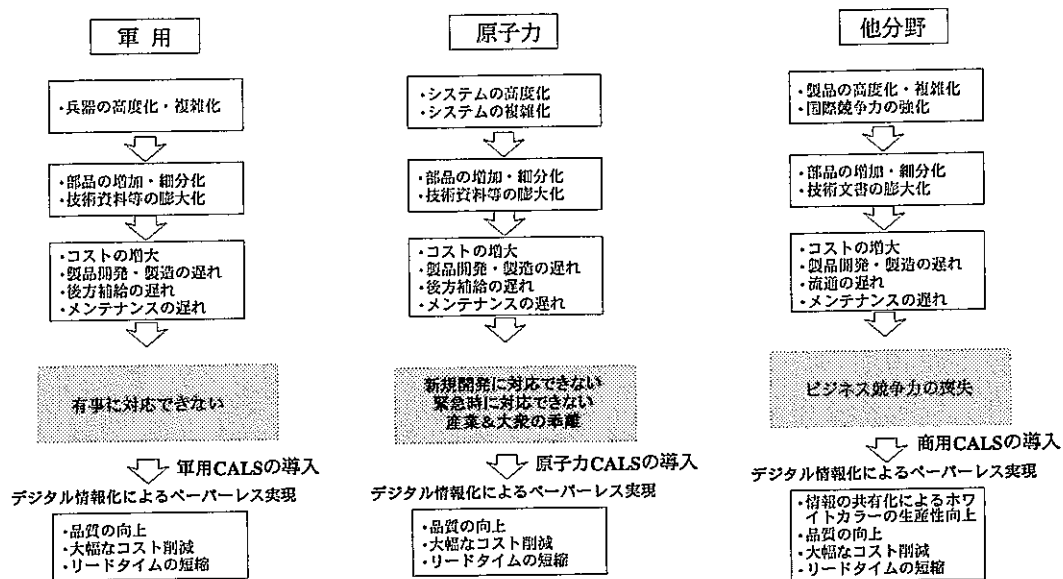 軍 用
・兵器の高度化・複雑化
・部品の増加・細分化
・技術資料等の膨大化
・コストの増大
・製品開発・製造の遅れ
・後方補給の遅れ
・メンテナンスの遅れ
有事に対応できない
軍用CALSの導入
デジタル情報化によるペーパーレス実現
・品質の向上
・大幅なコスト削減
・リードタイムの短縮
原子力
・システムの高度化
・システムの複雑化
・部品の増加・細分化
・技術資料等の膨大化
・コストの増大
・製品開発・製造の遅れ
・後方補給の遅れ
・メンテナンスの遅れ
新規開発に対応できない
緊急時に対応できない
産業＆大衆の乖離
原子力CALSの導入
デジタル情報化によるペーパーレス実現
・品質の向上
・大幅なコスト削減
・リードタイムの短縮
他分野
・製品の高度化・複雑化
・国際競争力の強化
・部品の増加・細分化
・技術文書の膨大化
・コストの増大
・製品開発・製造の遅れ
・流通の遅れ
・メンテナンスの遅れ
ビジネス競争力の喪失
商用CALSの導入
デジタル情報化によるペーパーレス実現
・情報の共有化によるホワ
イトカラーの生産性向上
・品質の向上
・大幅なコスト削減
・リードタイムの短縮